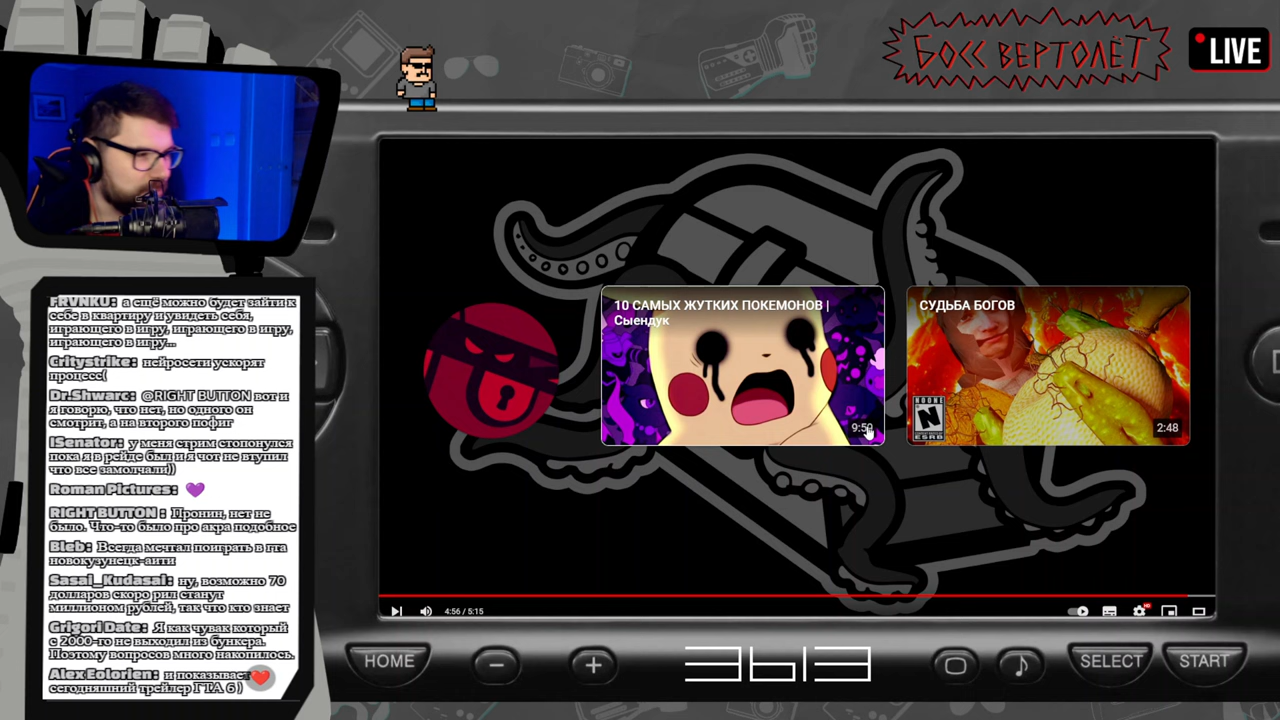 БОСС ВЕРТОЛЁТ
LIVE
FRVNKU: а ещё можно будет зайти к
себе в квартиру и увидеть себя,
играющего в игру, играющего в игру,
играющего в игру...
Critystrike: нейросети ускорят
процесс(
Dr.Shwarc: @RIGHT BUTTON вот и
я говорю, что нет, но одного он
смотрит, а на второго пофиг
ISenator: у меня стрим стопонулся
пока я в рейде был и я чот не втупил
что все замолчали))
Roman Pictures: 💜
RIGHT BUTTON : Пронин, нет не
было. Что-то было про акра подобное
Bleb: Всегда мечтал поиграть в гта
новокузунецк-аити
Sasai_Kudasai: ну, возможно 70
долларов скоро рил станут
миллионом рублей, так что кто знает
Grigori Date: Я как чувак который
с 2000-го не выходил из бункера.
Поэтому вопросов много накопилось.
AlexEolorien: и показывает
сегодняшний трейлер ГТА 6 )
10 САМЫХ ЖУТКИХ ПОКЕМОНОВ |
Сыендук
9:50
СУДЬБА БОГОВ
NOONE
N
ESRB
2:48
4:56 / 5:15
HD
HOME
3613
SELECT
START